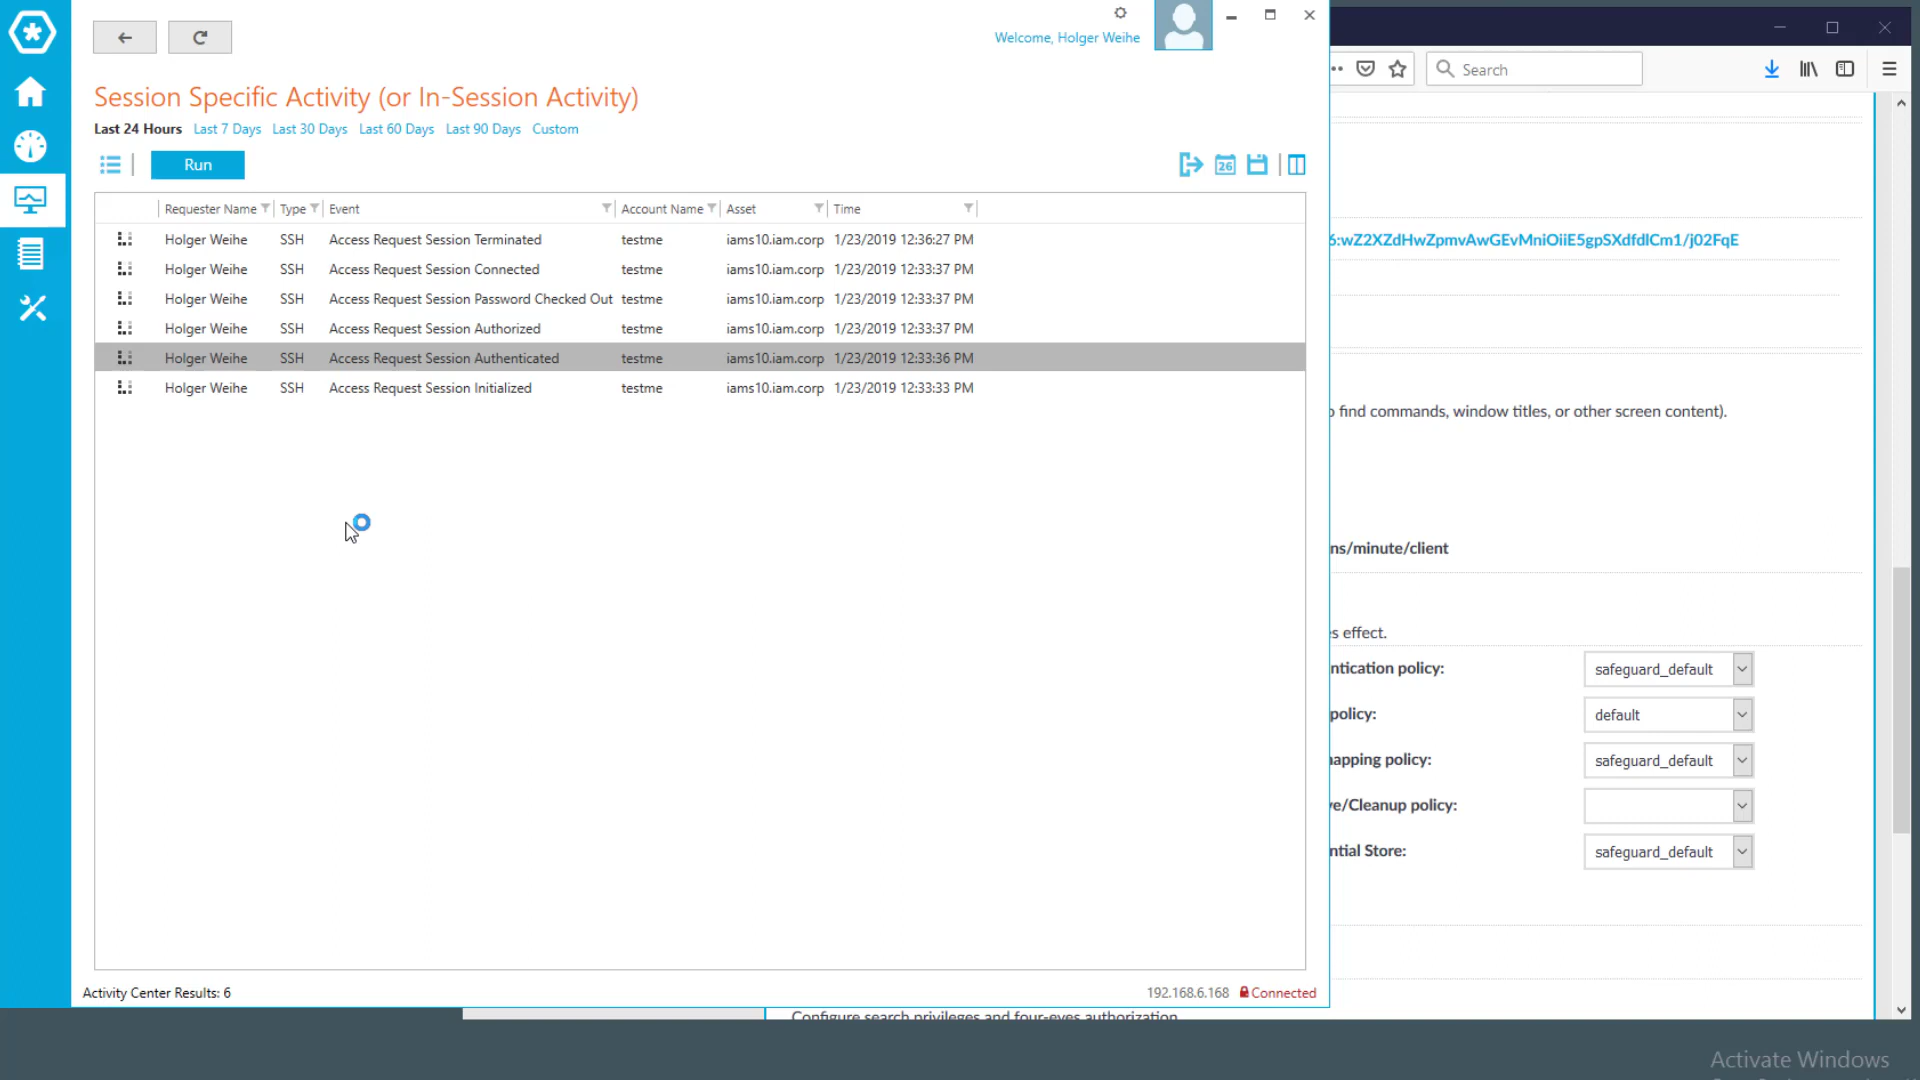 Welcome, Holger Weihe
Session Specific Activity (or In-Session Activity)
Last 24 Hours Last 7 Days Last 30 Days Last 60 Days Last 90 Days Custom
Run
26
Requester Name Type Event Account Name Asset Time
Holger Weihe SSH Access Request Session Terminated testme iams10.iam.corp 1/23/2019 12:36:27 PM
Holger Weihe SSH Access Request Session Connected testme iams10.iam.corp 1/23/2019 12:33:37 PM
Holger Weihe SSH Access Request Session Password Checked Out testme iams10.iam.corp 1/23/2019 12:33:37 PM
Holger Weihe SSH Access Request Session Authorized testme iams10.iam.corp 1/23/2019 12:33:37 PM
Holger Weihe SSH Access Request Session Authenticated testme iams10.iam.corp 1/23/2019 12:33:36 PM
Holger Weihe SSH Access Request Session Initialized testme iams10.iam.corp 1/23/2019 12:33:33 PM
Activity Center Results: 6
192.168.6.168 Connected
Search
6:wZ2XZdHwZpmvAwGEvMniOiiE5gpSXdfdlCm1/j02FqE
o find commands, window titles, or other screen content).
ns/minute/client
s effect.
ntication policy: safeguard_default
policy: default
napping policy: safeguard_default
ve/Cleanup policy:
ntial Store: safeguard_default
Configure search privileges and four-eyes authorization
Activate Windows